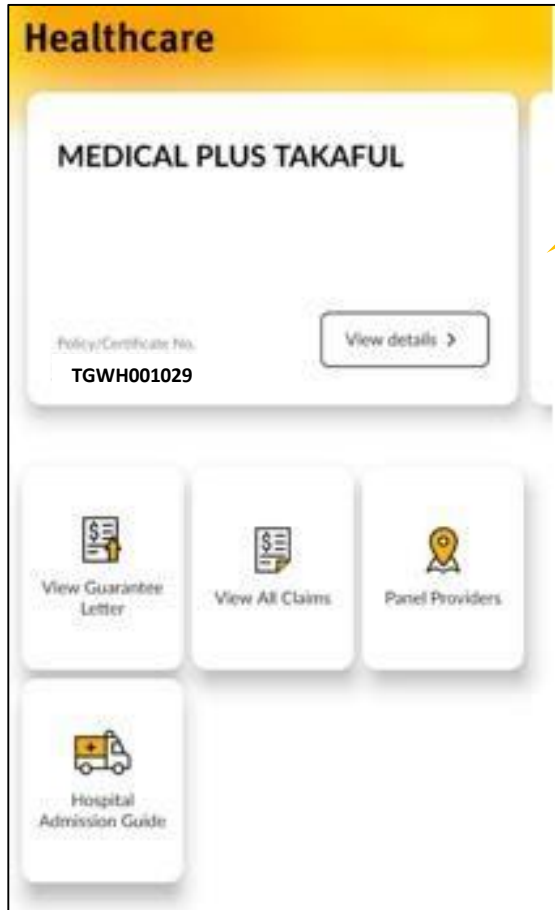 Healthcare
MEDICAL PLUS TAKAFUL
Policy/Certificate No.
View details >
TGWH001029
View Guarantee
Letter
View All Claims
Panel Providers
Hospital
Admission Guide